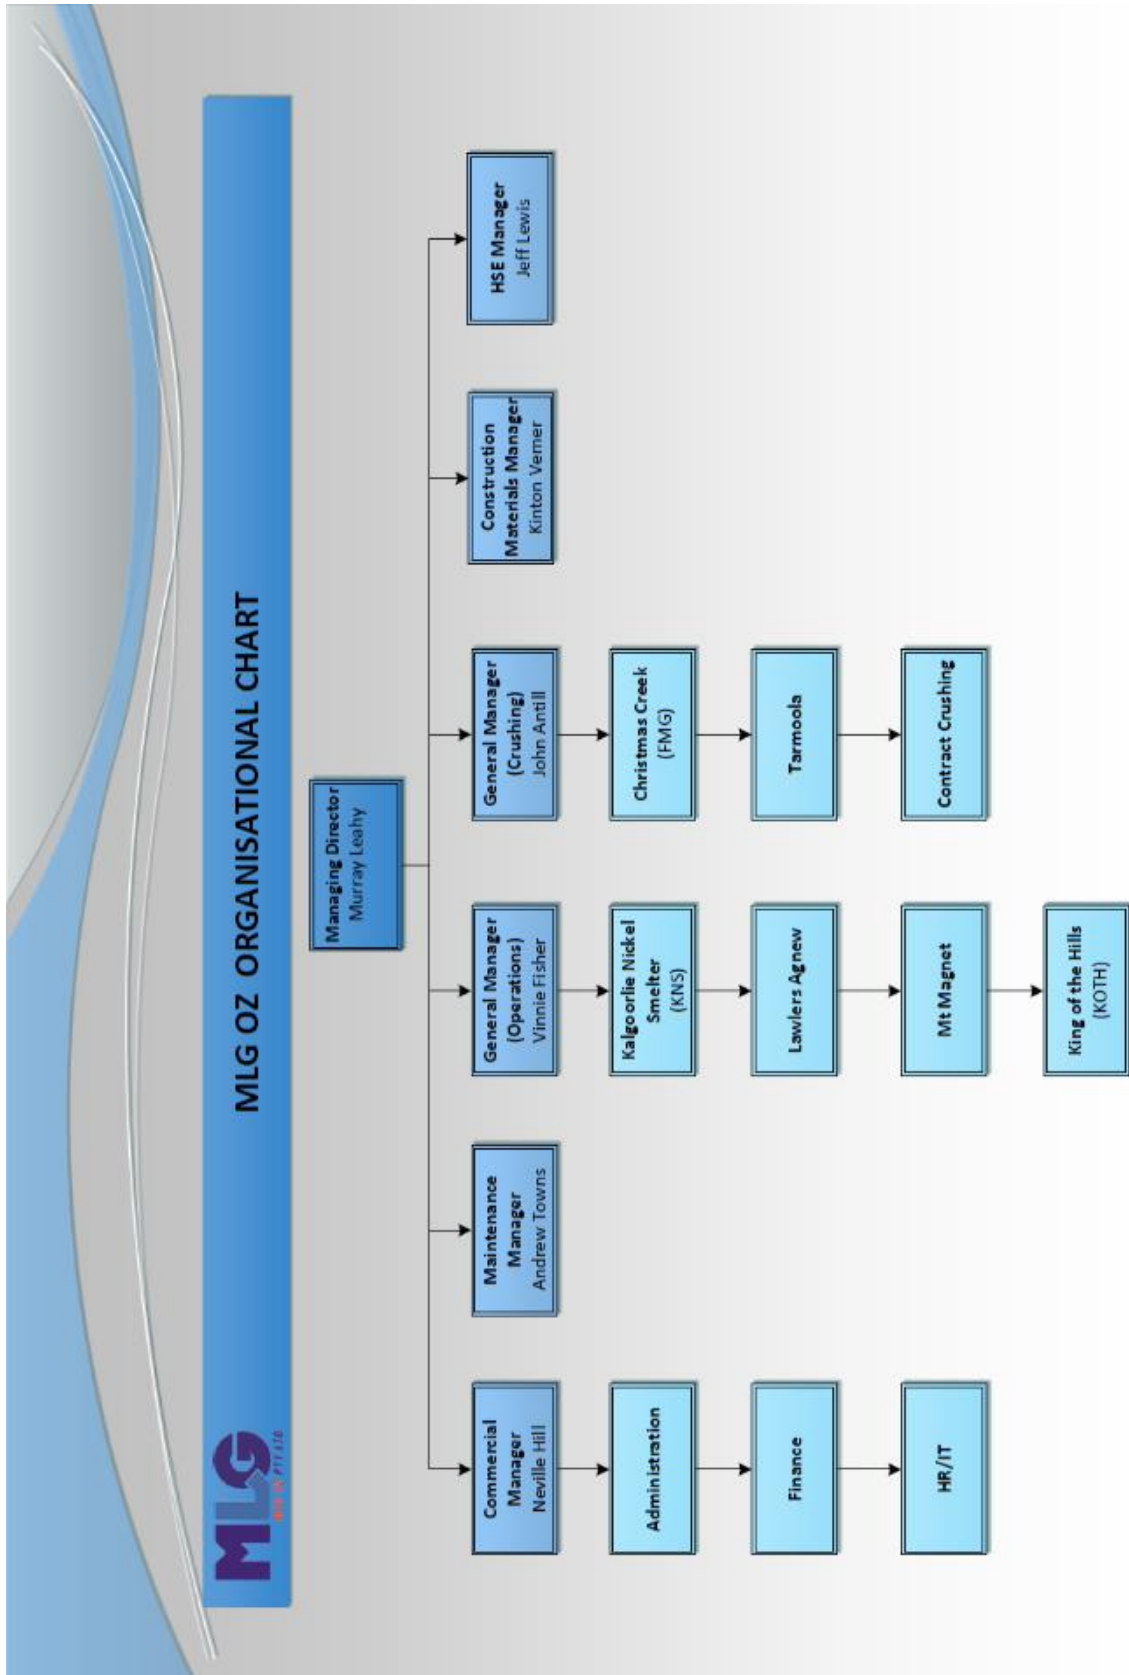 MLG OZ ORGANISATIONAL CHART
MLG
PTY LTD
Managing Director
Murray Leahy
Commercial
Manager
Neville Hill
Administration
Finance
HR/IT
Maintenance
Manager
Andrew Towns
General Manager
(Operations)
Vinnie Fisher
Kalgoorlie Nickel
Smelter
(KNS)
Lawlers Agnew
Mt Magnet
King of the Hills
(KOTH)
General Manager
(Crushing)
John Antill
Christmas Creek
(FMG)
Tarmoola
Contract Crushing
Construction
Materials Manager
Kinton Verner
HSE Manager
Jeff Lewis